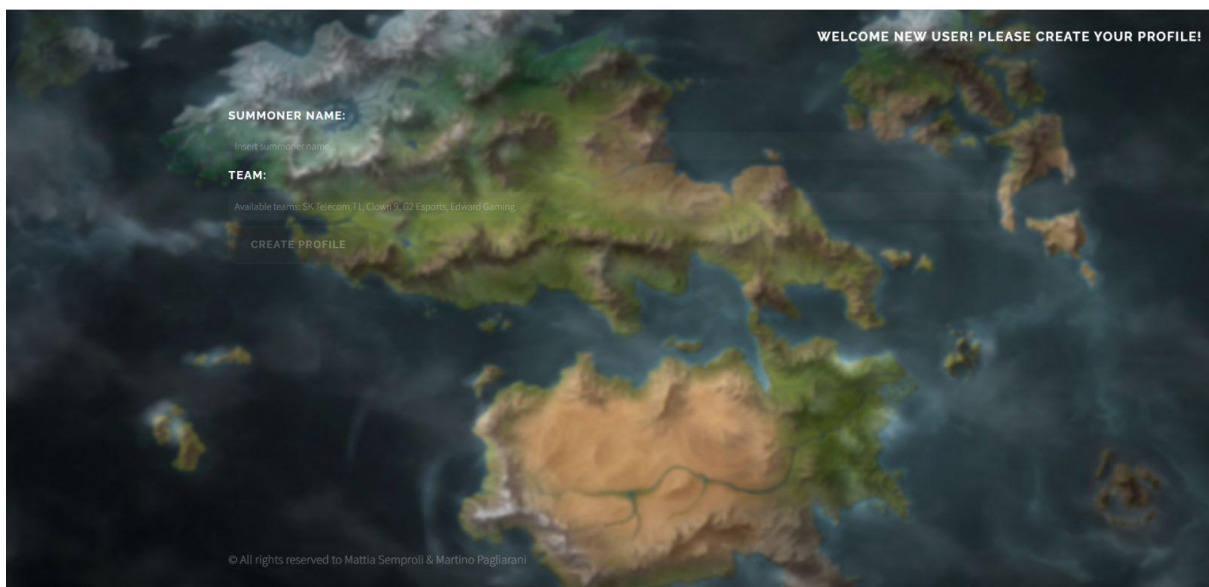 WELCOME NEW USER! PLEASE CREATE YOUR PROFILE!
SUMMONER NAME:
Insert summoner name...
TEAM:
Available teams: SK Telecom T1, Clown 9, G2 Esports, Edward Gaming
CREATE PROFILE
© All rights reserved to Mattia Semproli & Martino Pagliarani